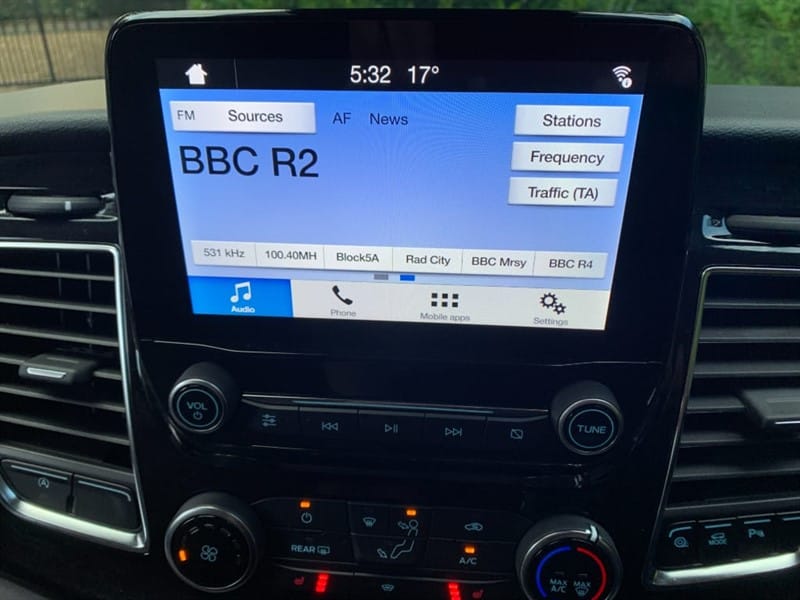 5:32 17°
FM Sources AF News Stations
BBC R2 Frequency
Traffic (TA)
531 kHz 100.40MH Block5A Rad City BBC Mrsy BBC R4
Audio Phone Mobile apps Settings
VOL TUNE
REAR A/C
MAX A/C MAX
MODE